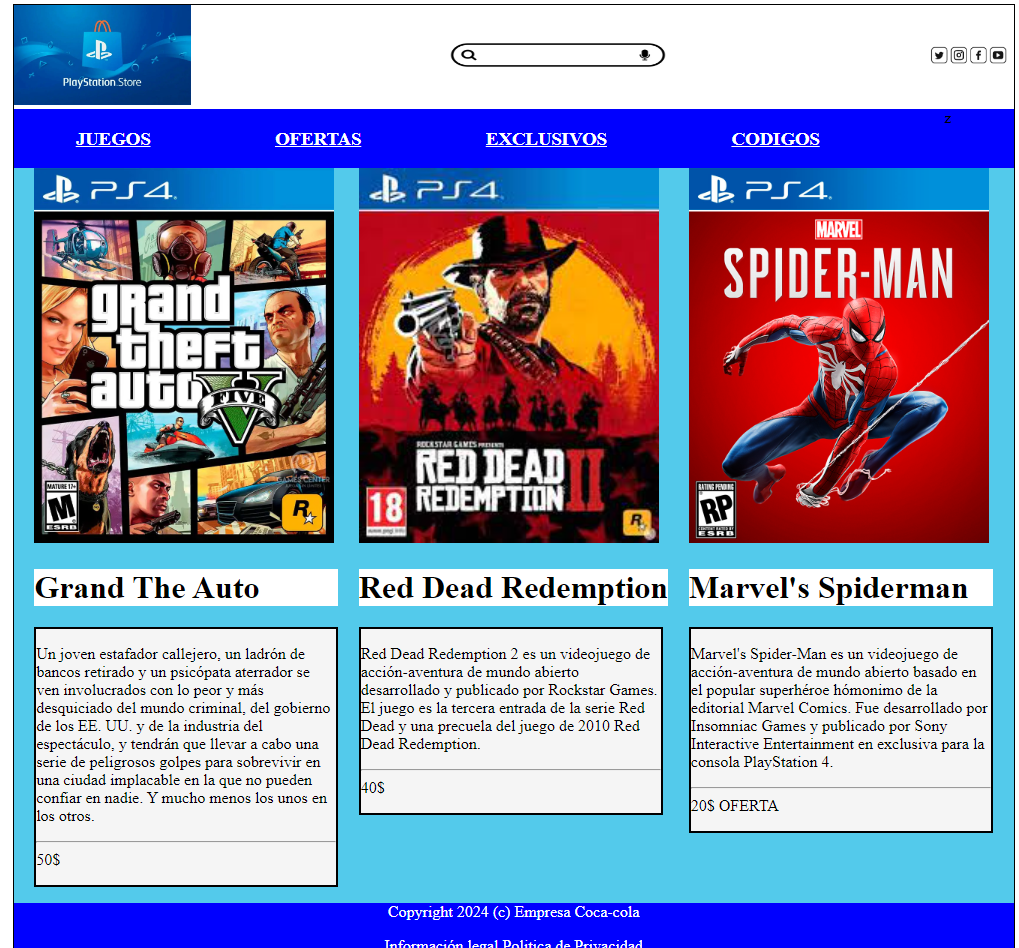 PlayStation Store
JUEGOS OFERTAS EXCLUSIVOS CODIGOS
z
PS4
grand
theft
auto
V
FIVE
GAMES CENTER
MATURE 17+
M
ESRB
R
PS4
ROCKSTAR GAMES PRESENTS
RED DEAD
REDEMPTION II
18
R
PS4
MARVEL
SPIDER-MAN
RATING PENDING
RP
ESRB
Grand The Auto
Un joven estafador callejero, un ladrón de
bancos retirado y un psicópata aterrador se
ven involucrados con lo peor y más
desquiciado del mundo criminal, del gobierno
de los EE. UU. y de la industria del
espectáculo, y tendrán que llevar a cabo una
serie de peligrosos golpes para sobrevivir en
una ciudad implacable en la que no pueden
confiar en nadie. Y mucho menos los unos en
los otros.
50$
Red Dead Redemption
Red Dead Redemption 2 es un videojuego de
acción-aventura de mundo abierto
desarrollado y publicado por Rockstar Games.
El juego es la tercera entrada de la serie Red
Dead y una precuela del juego de 2010 Red
Dead Redemption.
40$
Marvel's Spiderman
Marvel's Spider-Man es un videojuego de
acción-aventura de mundo abierto basado en
el popular superhéroe hómonimo de la
editorial Marvel Comics. Fue desarrollado por
Insomniac Games y publicado por Sony
Interactive Entertainment en exclusiva para la
consola PlayStation 4.
20$ OFERTA
Copyright 2024 (c) Empresa Coca-cola
Información legal Politica de Privacidad